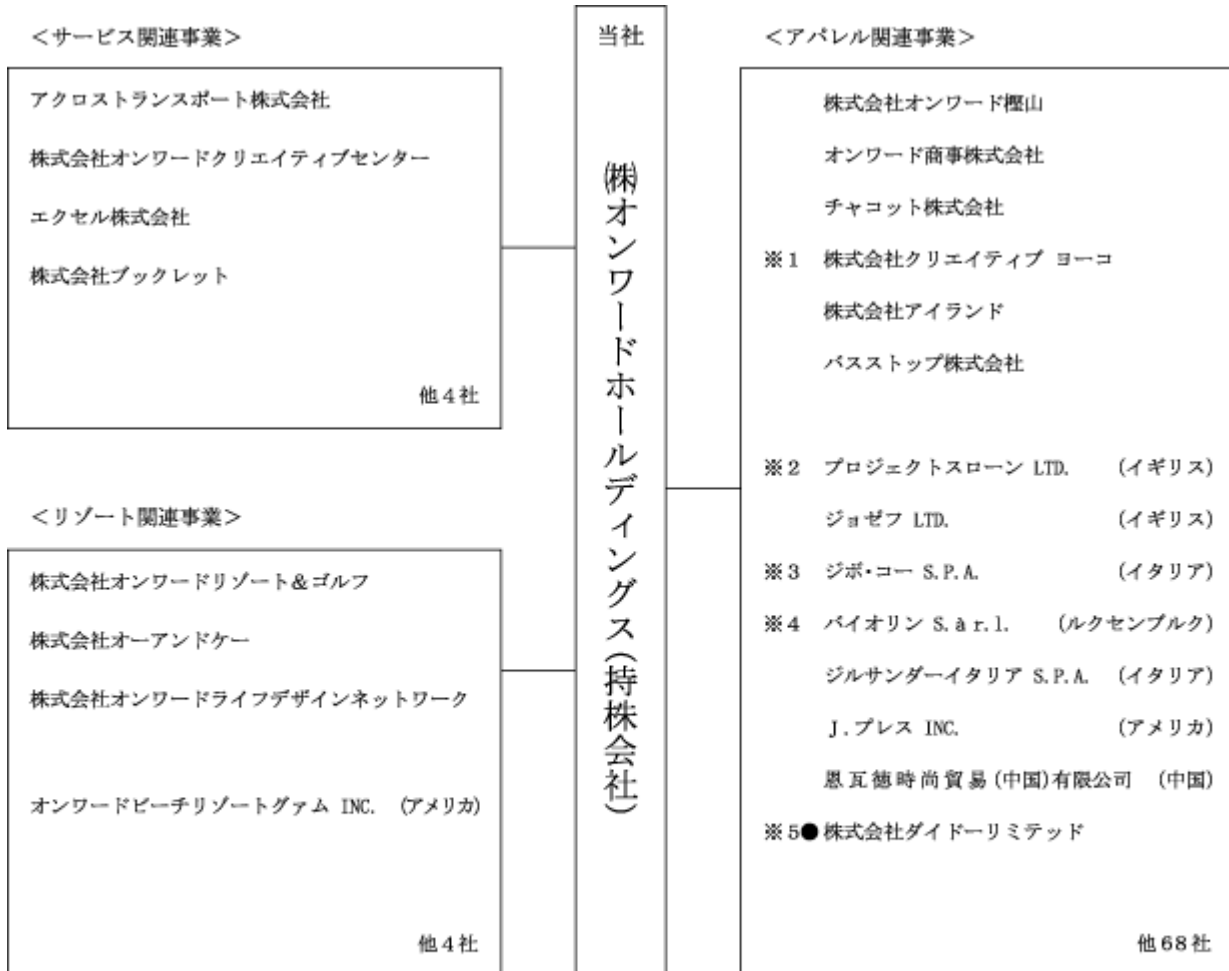 <サービス関連事業>
アクロストランスポート株式会社
株式会社オンワードクリエイティブセンター
エクセル株式会社
株式会社ブックレット
他4社
<リゾート関連事業>
株式会社オンワードリゾート&ゴルフ
株式会社オーアンドケー
株式会社オンワードライフデザインネットワーク
オンワードビーチリゾートグァム INC. (アメリカ)
他4社
当社
㈱オンワードホールディングス(持株会社)
<アパレル関連事業>
株式会社オンワード樫山
オンワード商事株式会社
チャコット株式会社
※1 株式会社クリエイティブ ヨーコ
株式会社アイランド
バスストップ株式会社
※2 プロジェクトスローン LTD. (イギリス)
ジョゼフ LTD. (イギリス)
※3 ジボ・コー S.P.A. (イタリア)
※4 バイオリン S.à r.l. (ルクセンブルク)
ジルサンダーイタリア S.P.A. (イタリア)
J.プレス INC. (アメリカ)
恩瓦徳時尚貿易(中国)有限公司 (中国)
※5●株式会社ダイドーリミテッド
他68社